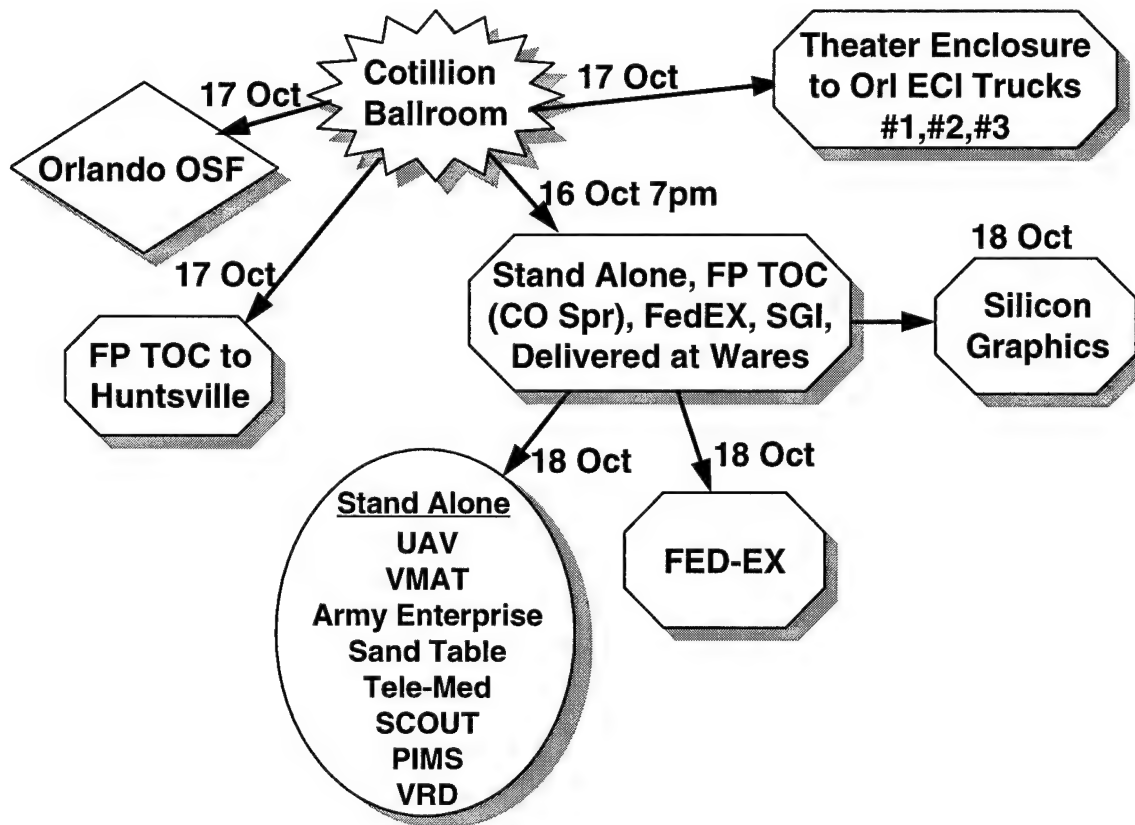 Cotillion
Ballroom
17 Oct
17 Oct
Theater Enclosure
to Orl ECI Trucks
#1,#2,#3
Orlando OSF
16 Oct 7pm
17 Oct
FP TOC to
Huntsville
Stand Alone, FP TOC
(CO Spr), FedEX, SGI,
Delivered at Wares
18 Oct
Silicon
Graphics
18 Oct
18 Oct
Stand Alone
UAV
VMAT
Army Enterprise
Sand Table
Tele-Med
SCOUT
PIMS
VRD
FED-EX